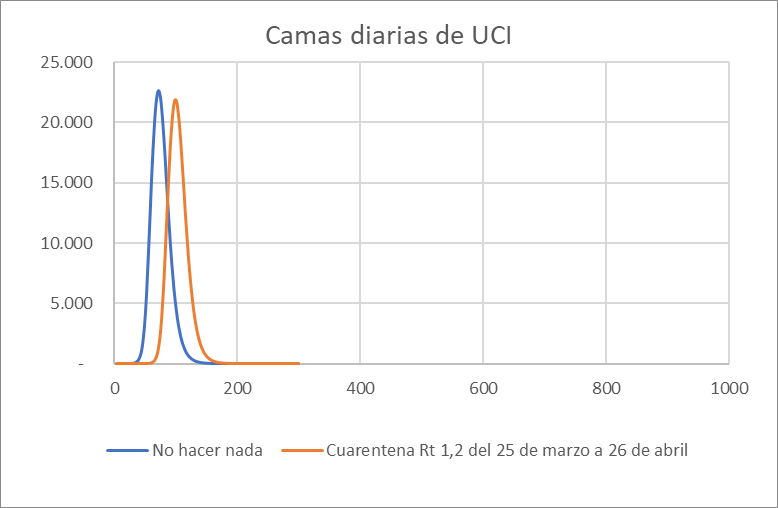 Camas diarias de UCI
25.000
20.000
15.000
10.000
5.000
-
0 200 400 600 800 1000
No hacer nada Cuarentena Rt 1,2 del 25 de marzo a 26 de abril